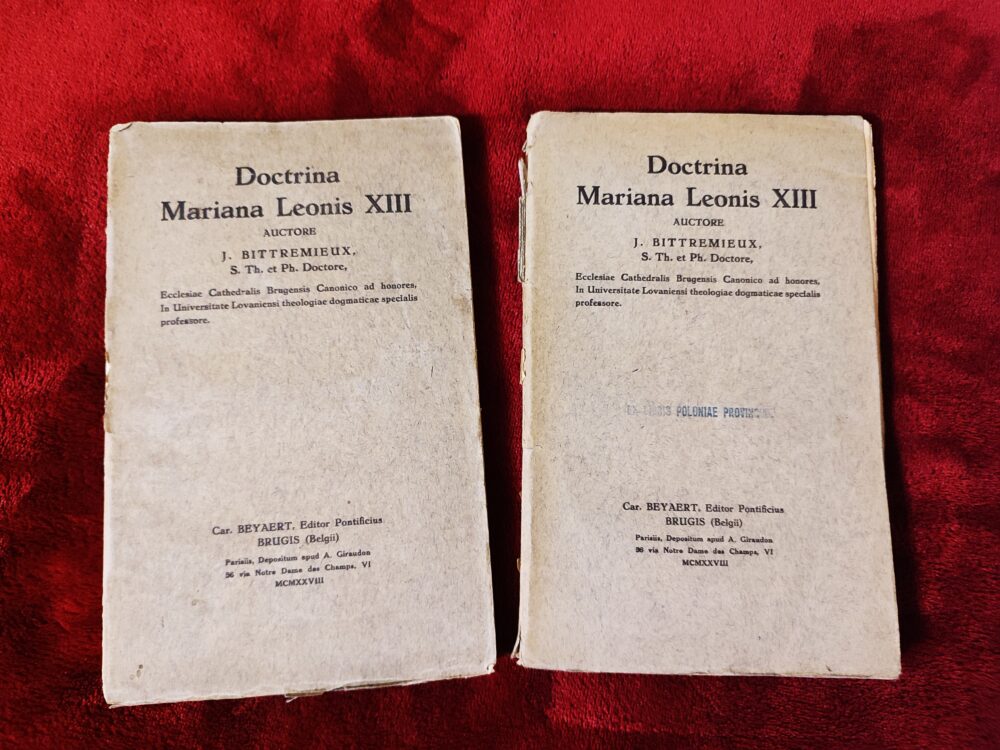 Doctrina
Mariana Leonis XIII
AUCTORE
J. BITTREMIEUX,
S. Th. et Ph. Doctore,
Ecclesiae Cathedralis Brugensis Canonico ad honores,
In Universitate Lovaniensi theologiae dogmaticae specialis
professore.
Car. BEYAERT, Editor Pontificius
BRUGIS (Belgii)
Parisiis, Depositum apud A. Giraudon
96 via Notre Dame des Champs, VI
MCMXXVIII
Doctrina
Mariana Leonis XIII
AUCTORE
J. BITTREMIEUX,
S. Th. et Ph. Doctore,
Ecclesiae Cathedralis Brugensis Canonico ad honores,
In Universitate Lovaniensi theologiae dogmaticae specialis
professore.
POLONIAE
Car. BEYAERT, Editor Pontificius
BRUGIS (Belgii)
Parisiis, Depositum apud A. Giraudon
96 via Notre Dame des Champs, VI
MCMXXVIII